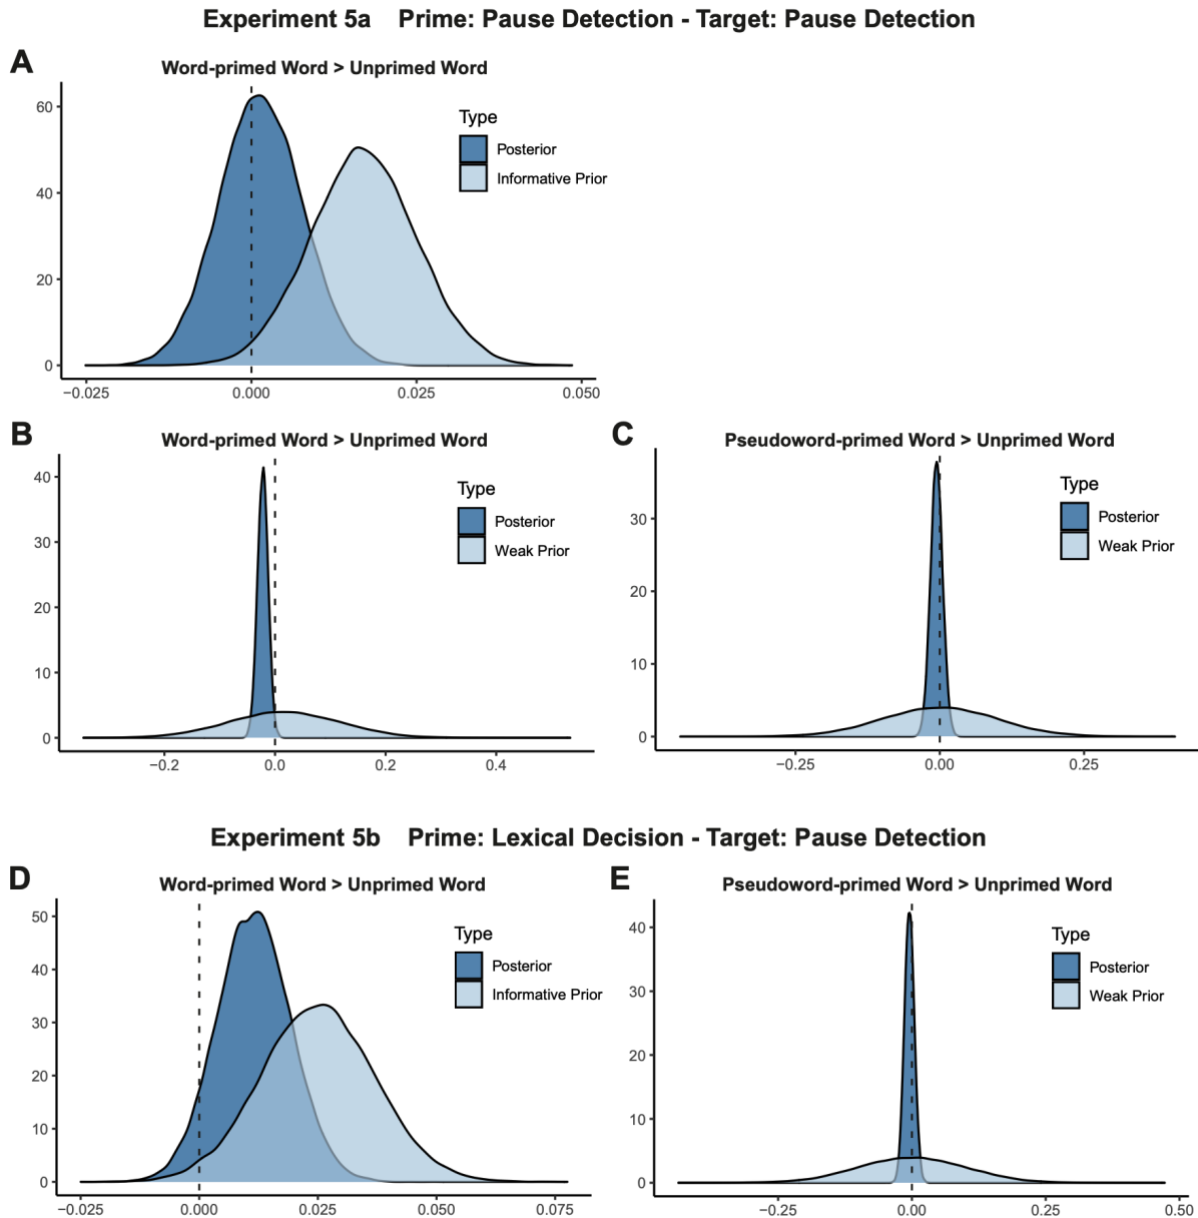 Experiment 5a Prime: Pause Detection - Target: Pause Detection
A
Word-primed Word > Unprimed Word
Type
Posterior
Informative Prior
60
40
20
0
−0.025 0.000 0.025 0.050
B
Word-primed Word > Unprimed Word
Type
Posterior
Weak Prior
40
30
20
10
0
−0.2 0.0 0.2 0.4
C
Pseudoword-primed Word > Unprimed Word
Type
Posterior
Weak Prior
30
20
10
0
−0.25 0.00 0.25
Experiment 5b Prime: Lexical Decision - Target: Pause Detection
D
Word-primed Word > Unprimed Word
Type
Posterior
Informative Prior
50
40
30
20
10
0
−0.025 0.000 0.025 0.050 0.075
E
Pseudoword-primed Word > Unprimed Word
Type
Posterior
Weak Prior
40
30
20
10
0
−0.25 0.00 0.25 0.50